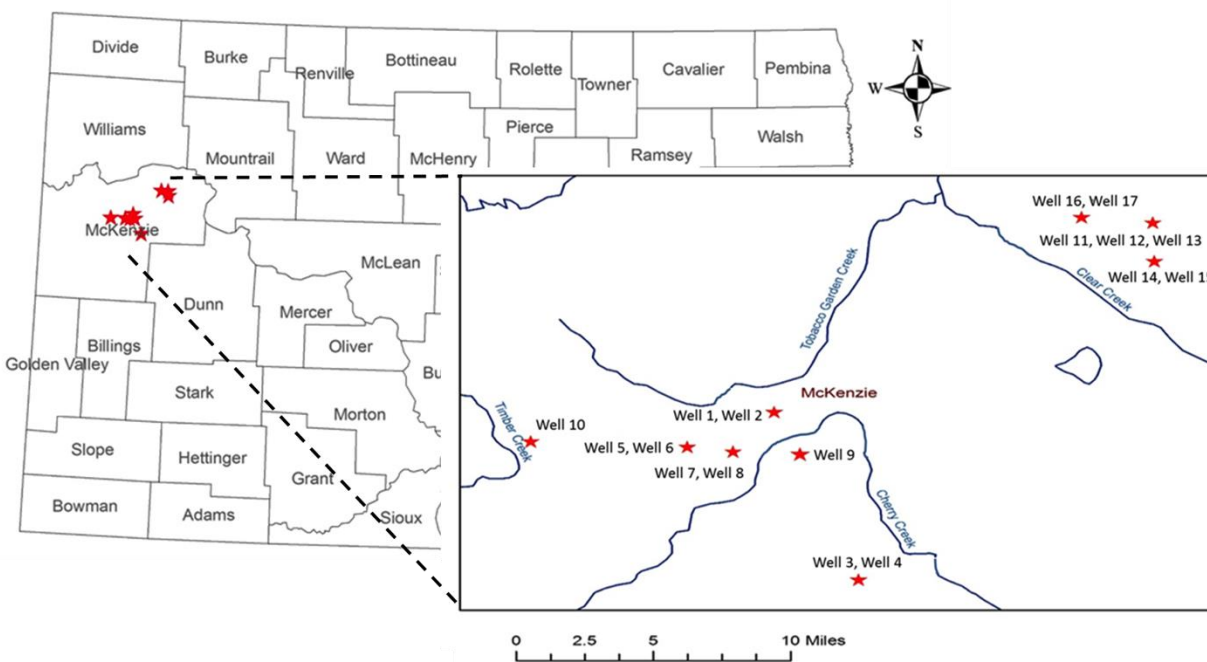 Divide
Burke
Renville
Bottineau
Rolette
Towner
Cavalier
Pembina
N
W
S
Williams
Mountrail
Ward
McHenry
Pierce
Ramsey
Walsh
McKenzie
McLean
Dunn
Mercer
Oliver
Billings
Golden Valley
Stark
Bu
Morton
Slope
Hettinger
Grant
Bowman
Adams
Sioux
Well 16, Well 17
Well 11, Well 12, Well 13
Well 14, Well 15
Clear Creek
Tobacco Garden Creek
McKenzie
Well 1, Well 2
Timber Creek
Well 10
Well 5, Well 6
Well 7, Well 8
Well 9
Cherry Creek
Well 3, Well 4
0 2.5 5 10 Miles